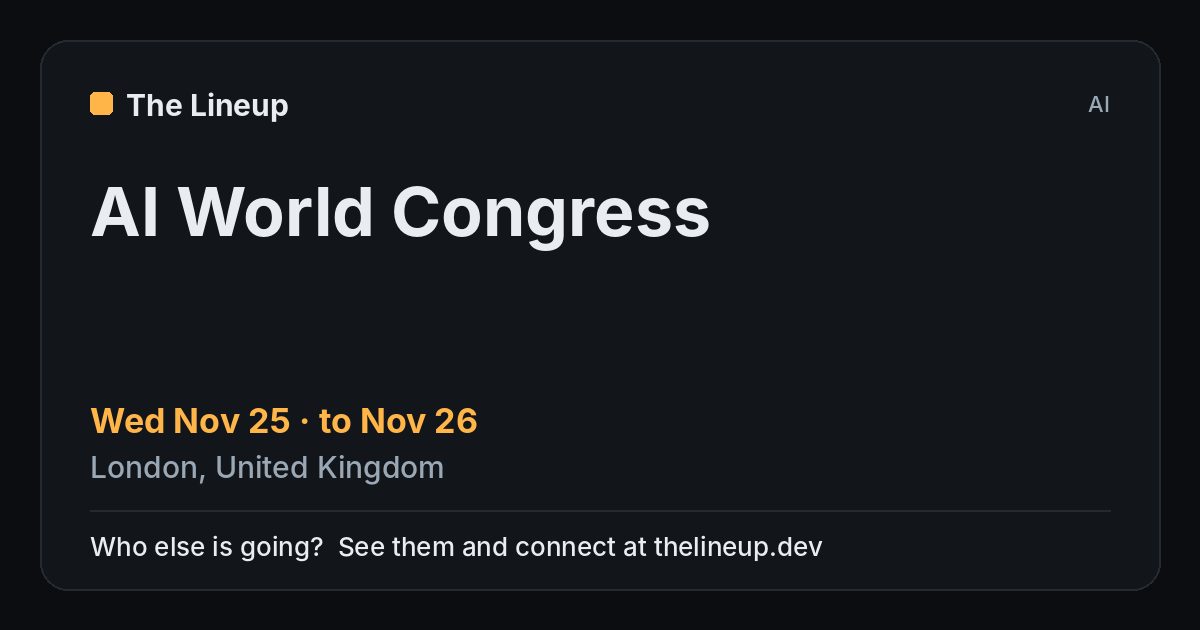 The Lineup
AI
AI World Congress
Wed Nov 25 · to Nov 26
London, United Kingdom
Who else is going? See them and connect at thelineup.dev